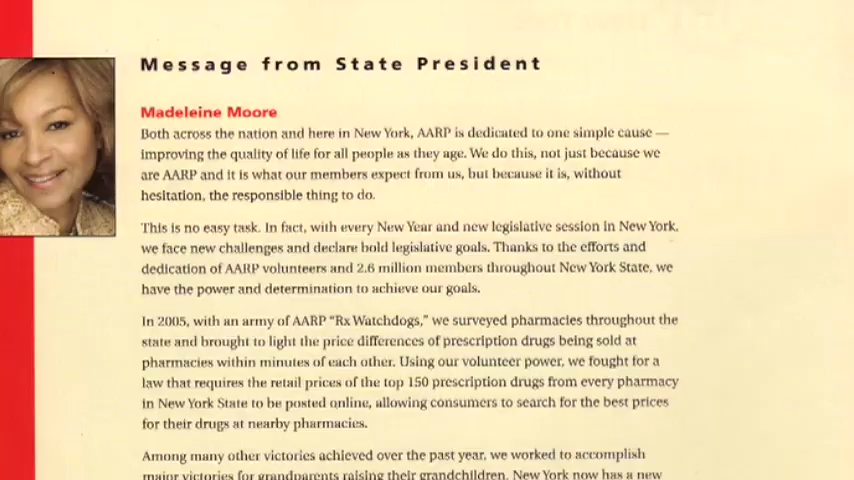 Message from State President
Madeleine Moore
Both across the nation and here in New York, AARP is dedicated to one simple cause —
improving the quality of life for all people as they age. We do this, not just because we
are AARP and it is what our members expect from us, but because it is, without
hesitation, the responsible thing to do.
This is no easy task. In fact, with every New Year and new legislative session in New York,
we face new challenges and declare bold legislative goals. Thanks to the efforts and
dedication of AARP volunteers and 2.6 million members throughout New York State, we
have the power and determination to achieve our goals.
In 2005, with an army of AARP “Rx Watchdogs,” we surveyed pharmacies throughout the
state and brought to light the price differences of prescription drugs being sold at
pharmacies within minutes of each other. Using our volunteer power, we fought for a
law that requires the retail prices of the top 150 prescription drugs from every pharmacy
in New York State to be posted online, allowing consumers to search for the best prices
for their drugs at nearby pharmacies.
Among many other victories achieved over the past year, we worked to accomplish
major victories for grandparents raising their grandchildren. New York now has a new